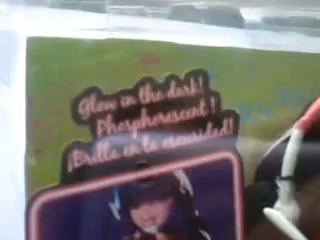 Glow in the dark!
Phosphorescent!
¡Brilla en la oscuridad!